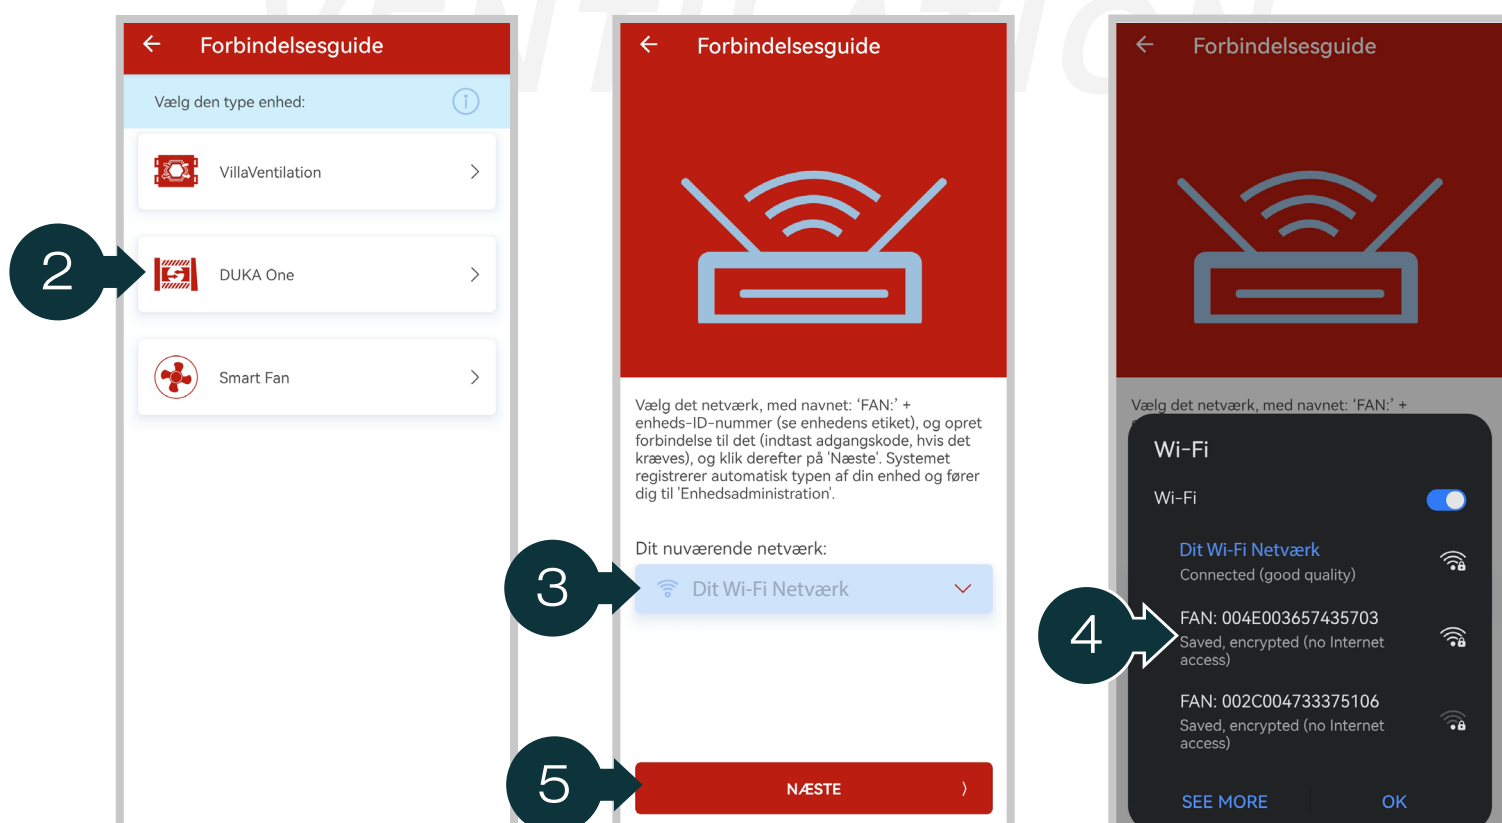 VENTILATION
Forbindelsesguide
Vælg den type enhed:
VillaVentilation
2
DUKA One
Smart Fan
Forbindelsesguide
Vælg det netværk, med navnet: ‘FAN:’ +
enheds-ID-nummer (se enhedens etiket), og opret
forbindelse til det (indtast adgangskode, hvis det
kræves), og klik derefter på 'Næste'. Systemet
registrerer automatisk typen af din enhed og fører
dig til 'Enhedsadministration'.
Dit nuværende netværk:
3
Dit Wi-Fi Netværk
5
NÆSTE
Forbindelsesguide
Vælg det netværk, med navnet: ‘FAN:’ +
Wi-Fi
Wi-Fi
Dit Wi-Fi Netværk
Connected (good quality)
4
FAN: 004E003657435703
Saved, encrypted (no Internet
access)
FAN: 002C004733375106
Saved, encrypted (no Internet
access)
SEE MORE
OK